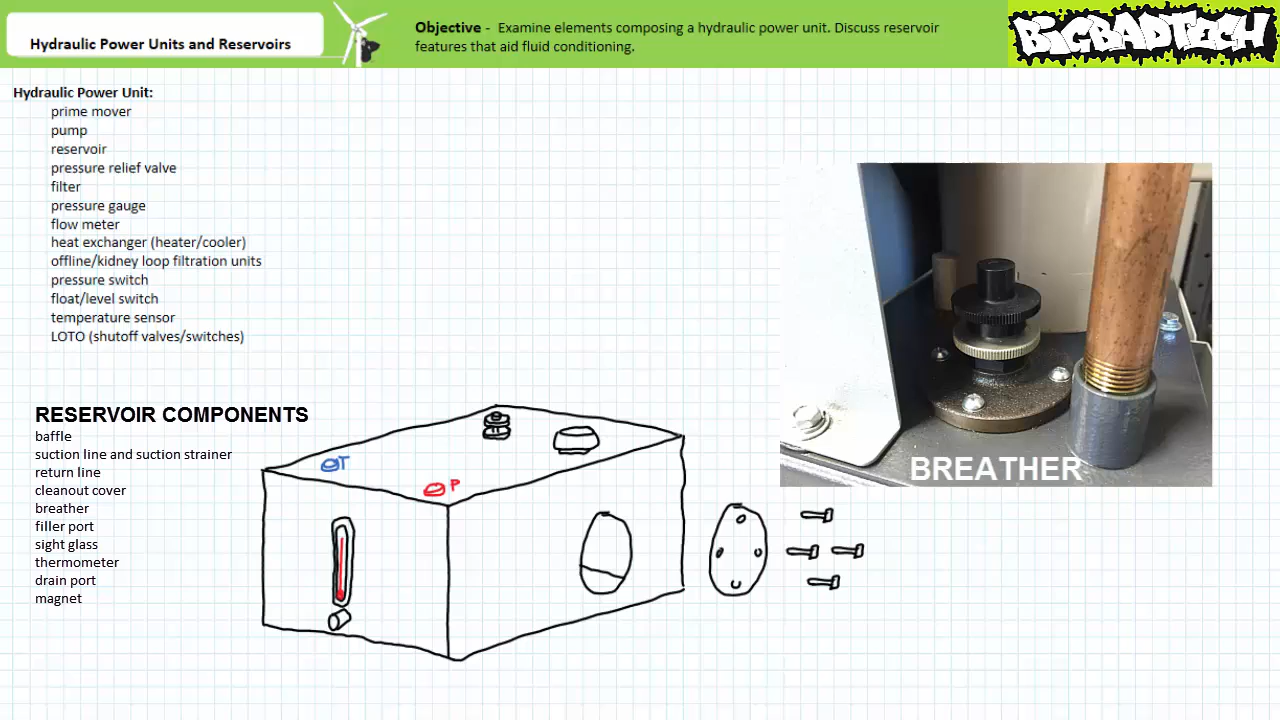 Hydraulic Power Units and Reservoirs
Objective - Examine elements composing a hydraulic power unit. Discuss reservoir
features that aid fluid conditioning.
BIGBADTECH
Hydraulic Power Unit:
prime mover
pump
reservoir
pressure relief valve
filter
pressure gauge
flow meter
heat exchanger (heater/cooler)
offline/kidney loop filtration units
pressure switch
float/level switch
temperature sensor
LOTO (shutoff valves/switches)
RESERVOIR COMPONENTS
baffle
suction line and suction strainer
return line
cleanout cover
breather
filler port
sight glass
thermometer
drain port
magnet
T
P
BREATHER